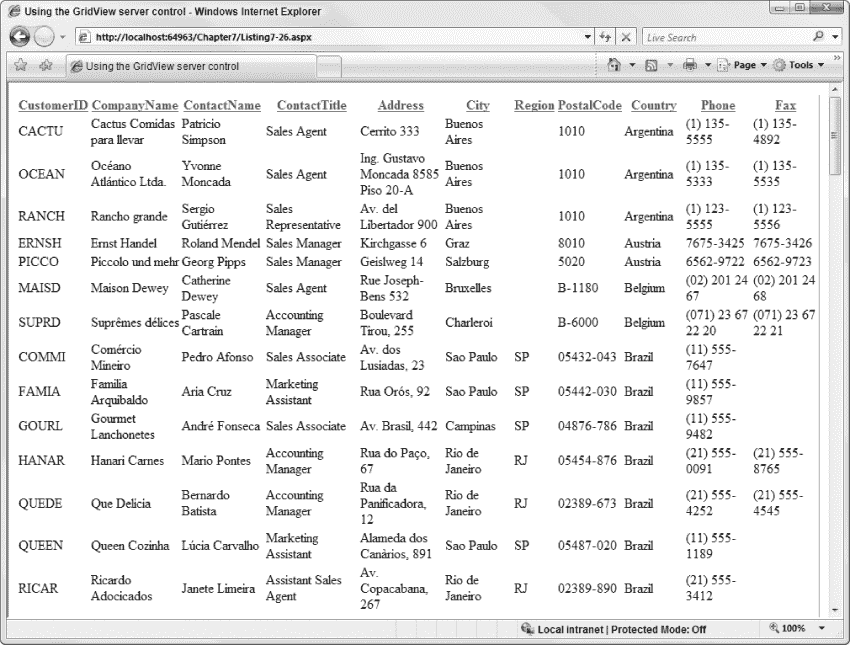 Using the GridView server control - Windows Internet Explorer
http://localhost:64963/Chapter7/Listing7-26.aspx
Live Search
Using the GridView server control
Page
Tools
CustomerID CompanyName ContactName ContactTitle Address City Region PostalCode Country Phone Fax
CACTU Cactus Comidas para llevar Patricio Simpson Sales Agent Cerrito 333 Buenos Aires 1010 Argentina (1) 135-5555 (1) 135-4892
OCEAN Océano Atlántico Ltda. Yvonne Moncada Sales Agent Ing. Gustavo Moncada 8585 Piso 20-A Buenos Aires 1010 Argentina (1) 135-5333 (1) 135-5535
RANCH Rancho grande Sergio Gutiérrez Sales Representative Av. del Libertador 900 Buenos Aires 1010 Argentina (1) 123-5555 (1) 123-5556
ERNSH Ernst Handel Roland Mendel Sales Manager Kirchgasse 6 Graz 8010 Austria 7675-3425 7675-3426
PICCO Piccolo und mehr Georg Pipps Sales Manager Geislweg 14 Salzburg 5020 Austria 6562-9722 6562-9723
MAISD Maison Dewey Catherine Dewey Sales Agent Rue Joseph-Bens 532 Bruxelles B-1180 Belgium (02) 201 24 67 (02) 201 24 68
SUPRD Suprêmes délices Pascale Cartrain Accounting Manager Boulevard Tirou, 255 Charleroi B-6000 Belgium (071) 23 67 22 20 (071) 23 67 22 21
COMMI Comércio Mineiro Pedro Afonso Sales Associate Av. dos Lusiadas, 23 Sao Paulo SP 05432-043 Brazil (11) 555-7647
FAMIA Familia Arquibaldo Aria Cruz Marketing Assistant Rua Orós, 92 Sao Paulo SP 05442-030 Brazil (11) 555-9857
GOURL Gourmet Lanchonetes André Fonseca Sales Associate Av. Brasil, 442 Campinas SP 04876-786 Brazil (11) 555-9482
HANAR Hanari Carnes Mario Pontes Accounting Manager Rua do Paço, 67 Rio de Janeiro RJ 05454-876 Brazil (21) 555-0091 (21) 555-8765
QUEDE Que Delicia Bernardo Batista Accounting Manager Rua da Panificadora, 12 Rio de Janeiro RJ 02389-673 Brazil (21) 555-4252 (21) 555-4545
QUEEN Queen Cozinha Lúcia Carvalho Marketing Assistant Alameda dos Canàrios, 891 Sao Paulo SP 05487-020 Brazil (11) 555-1189
RICAR Ricardo Adocicados Janete Limeira Assistant Sales Agent Av. Copacabana, 267 Rio de Janeiro RJ 02389-890 Brazil (21) 555-3412
Local intranet | Protected Mode: Off
100%